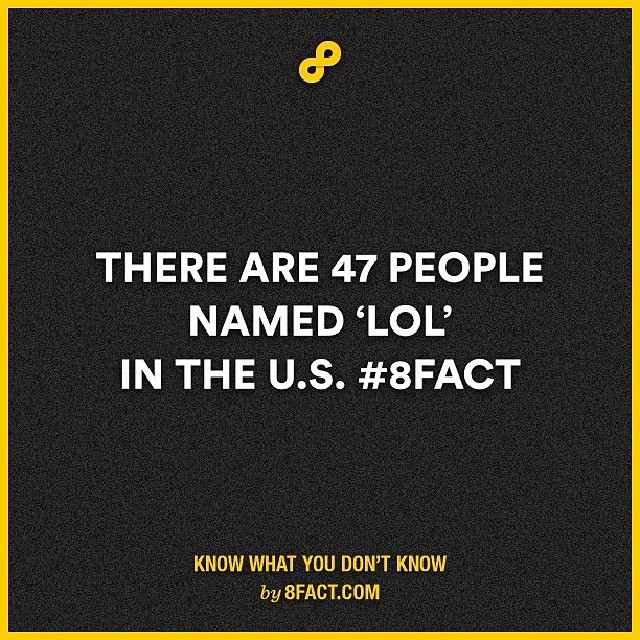 THERE ARE 47 PEOPLE
NAMED ‘LOL’
IN THE U.S. #8FACT
KNOW WHAT YOU DON’T KNOW
by 8FACT.COM